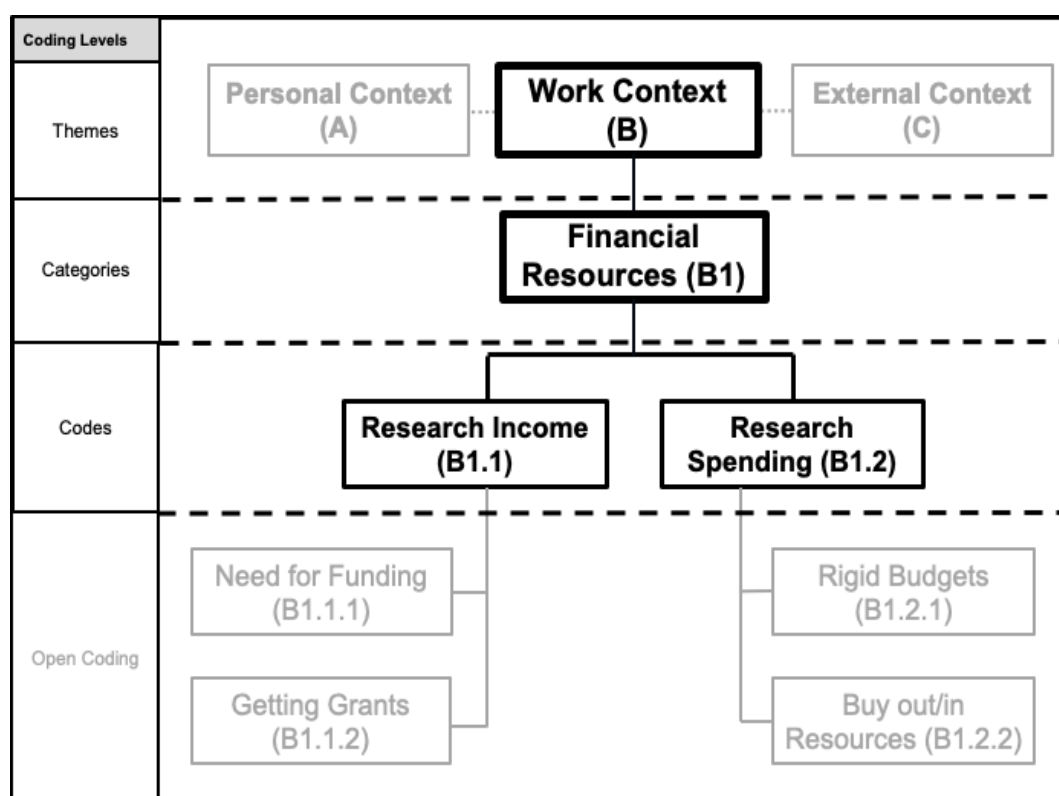 Coding Levels
Themes
Personal Context
(A)
Work Context
(B)
External Context
(C)
Categories
Financial
Resources (B1)
Codes
Research Income
(B1.1)
Research
Spending (B1.2)
Open Coding
Need for Funding
(B1.1.1)
Rigid Budgets
(B1.2.1)
Getting Grants
(B1.1.2)
Buy out/in
Resources (B1.2.2)